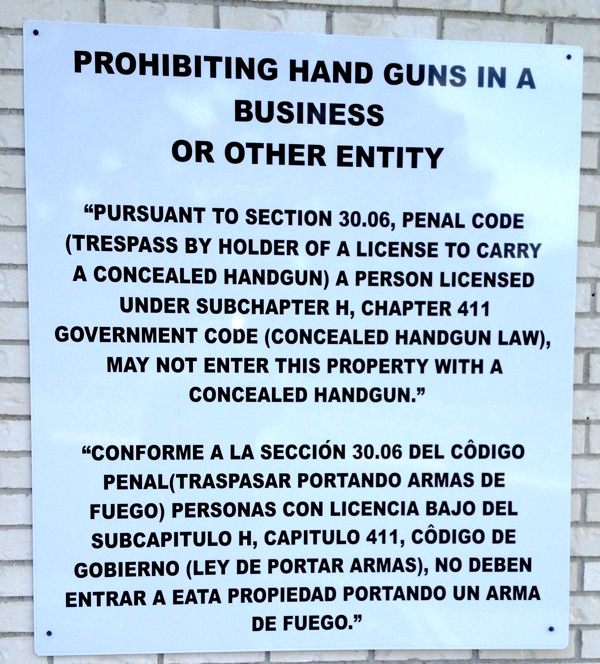 PROHIBITING HAND GUNS IN A
BUSINESS
OR OTHER ENTITY
“PURSUANT TO SECTION 30.06, PENAL CODE
(TRESPASS BY HOLDER OF A LICENSE TO CARRY
A CONCEALED HANDGUN) A PERSON LICENSED
UNDER SUBCHAPTER H, CHAPTER 411
GOVERNMENT CODE (CONCEALED HANDGUN LAW),
MAY NOT ENTER THIS PROPERTY WITH A
CONCEALED HANDGUN.”
“CONFORME A LA SECCIÓN 30.06 DEL CÔDIGO
PENAL(TRASPASAR PORTANDO ARMAS DE
FUEGO) PERSONAS CON LICENCIA BAJO DEL
SUBCAPITULO H, CAPITULO 411, CÔDIGO DE
GOBIERNO (LEY DE PORTAR ARMAS), NO DEBEN
ENTRAR A EATA PROPIEDAD PORTANDO UN ARMA
DE FUEGO.”